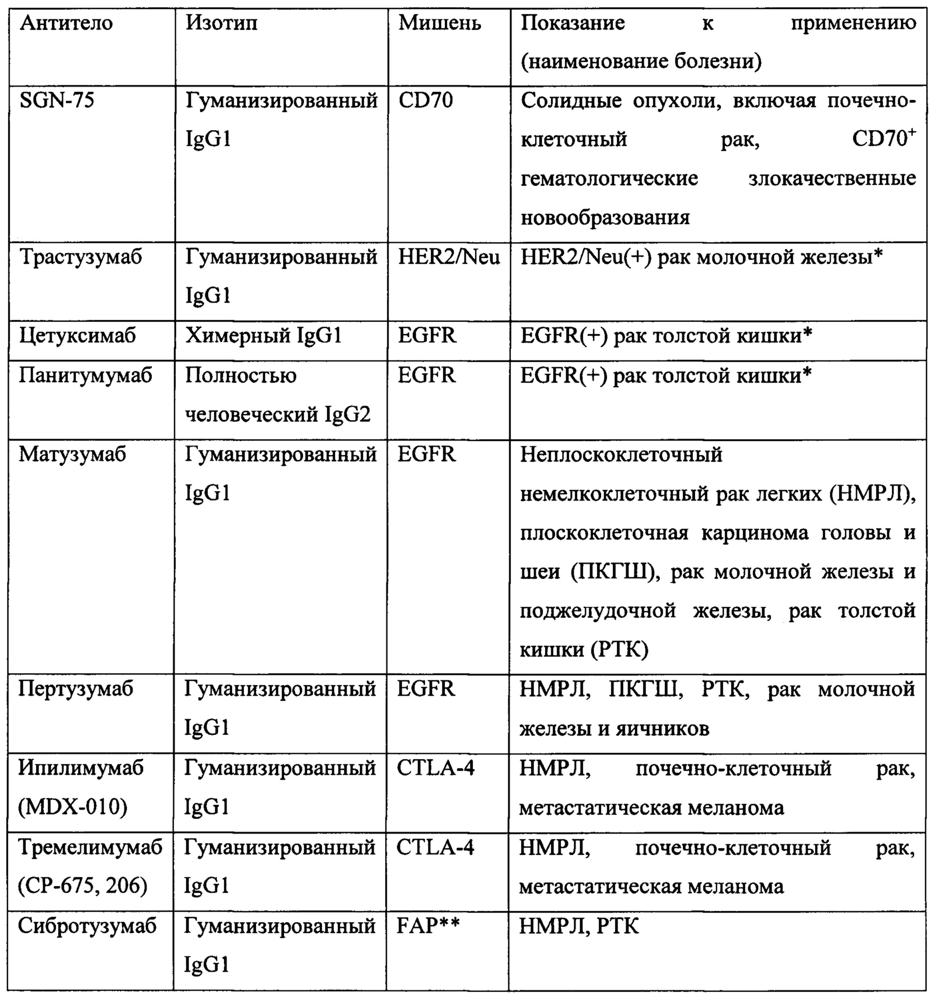 Антитело
Изотип
Мишень
Показание к применению
(наименование болезни)
SGN-75
Гуманизированный
IgG1
CD70
Солидные опухоли, включая почечно-
клеточный рак, CD70⁺
гематологические злокачественные
новообразования
Трастузумаб
Гуманизированный
IgG1
HER2/Neu
HER2/Neu(+) рак молочной железы*
Цетуксимаб
Химерный IgG1
EGFR
EGFR(+) рак толстой кишки*
Панитумумаб
Полностью
человеческий IgG2
EGFR
EGFR(+) рак толстой кишки*
Матузумаб
Гуманизированный
IgG1
EGFR
Неплоскоклеточный
немелкоклеточный рак легких (НМРЛ),
плоскоклеточная карцинома головы и
шеи (ПКГШ), рак молочной железы и
поджелудочной железы, рак толстой
кишки (РТК)
Пертузумаб
Гуманизированный
IgG1
EGFR
НМРЛ, ПКГШ, РТК, рак молочной
железы и яичников
Ипилимумаб
(MDX-010)
Гуманизированный
IgG1
CTLA-4
НМРЛ, почечно-клеточный рак,
метастатическая меланома
Тремелимумаб
(CP-675, 206)
Гуманизированный
IgG1
CTLA-4
НМРЛ, почечно-клеточный рак,
метастатическая меланома
Сибротузумаб
Гуманизированный
IgG1
FAP**
НМРЛ, РТК